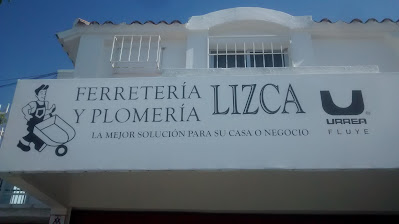 FERRETERÍA
Y PLOMERÍA LIZCA
LA MEJOR SOLUCIÓN PARA SU CASA O NEGOCIO
URREA
FLUYE